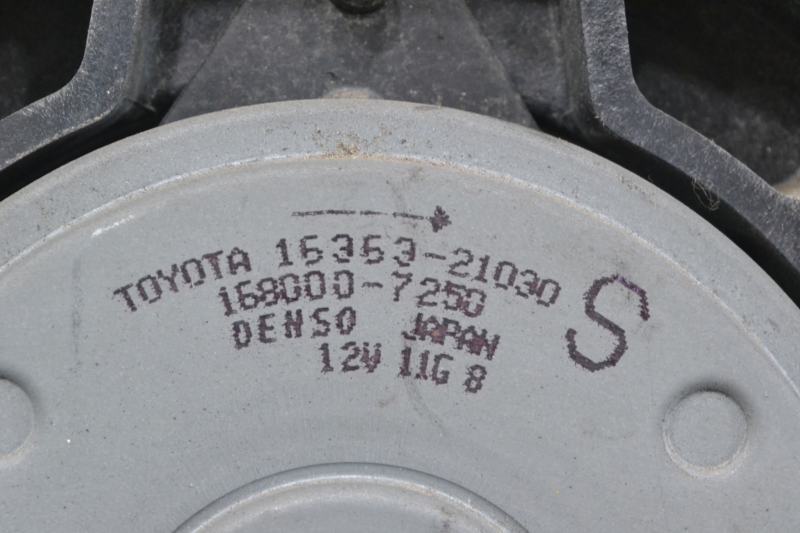 TOYOTA 16363-21030
168000-7250
DENSO JAPAN
12V 11G 8
S